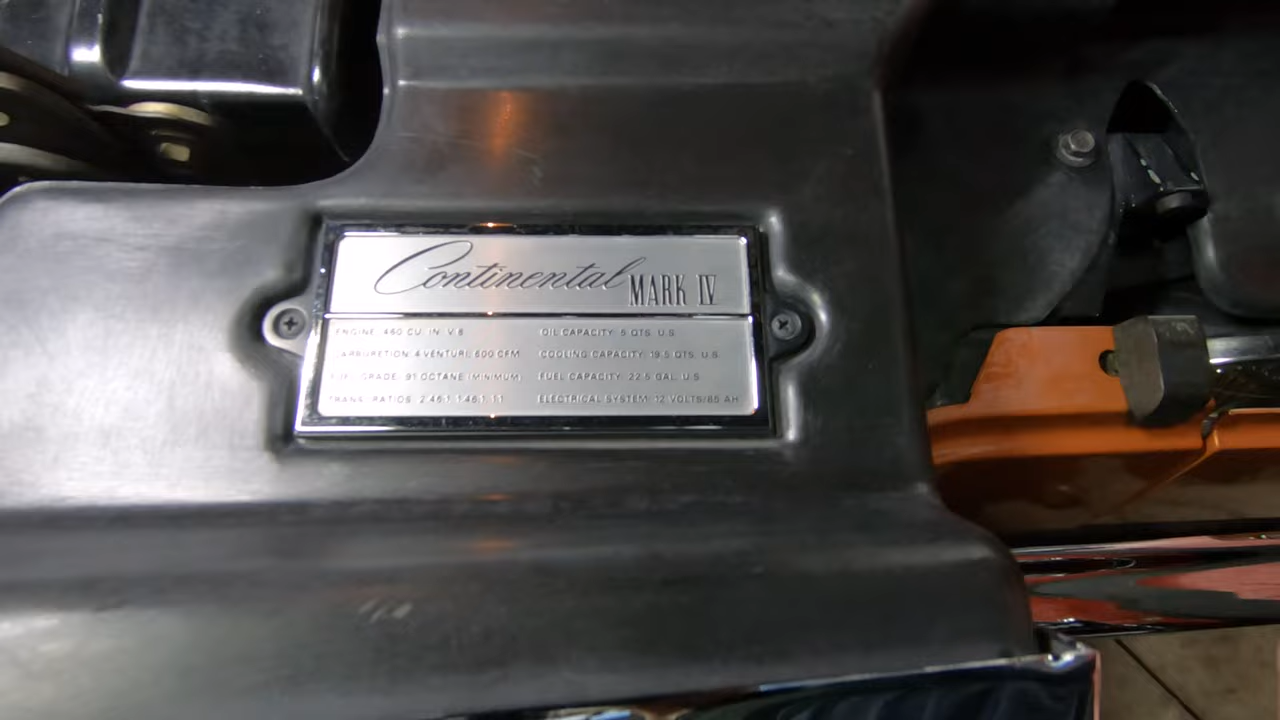 Continental MARK IV
ENGINE: 460 CU. IN. V-8
CARBURETION: 4 VENTURI, 600 CFM
FUEL GRADE: 91 OCTANE (MINIMUM)
TRANS. RATIOS: 2.46:1 1.46:1 1:1
OIL CAPACITY: 5 QTS. U.S.
COOLING CAPACITY: 19.5 QTS. U.S.
FUEL CAPACITY: 22.5 GAL. U.S.
ELECTRICAL SYSTEM: 12 VOLTS/85 AH